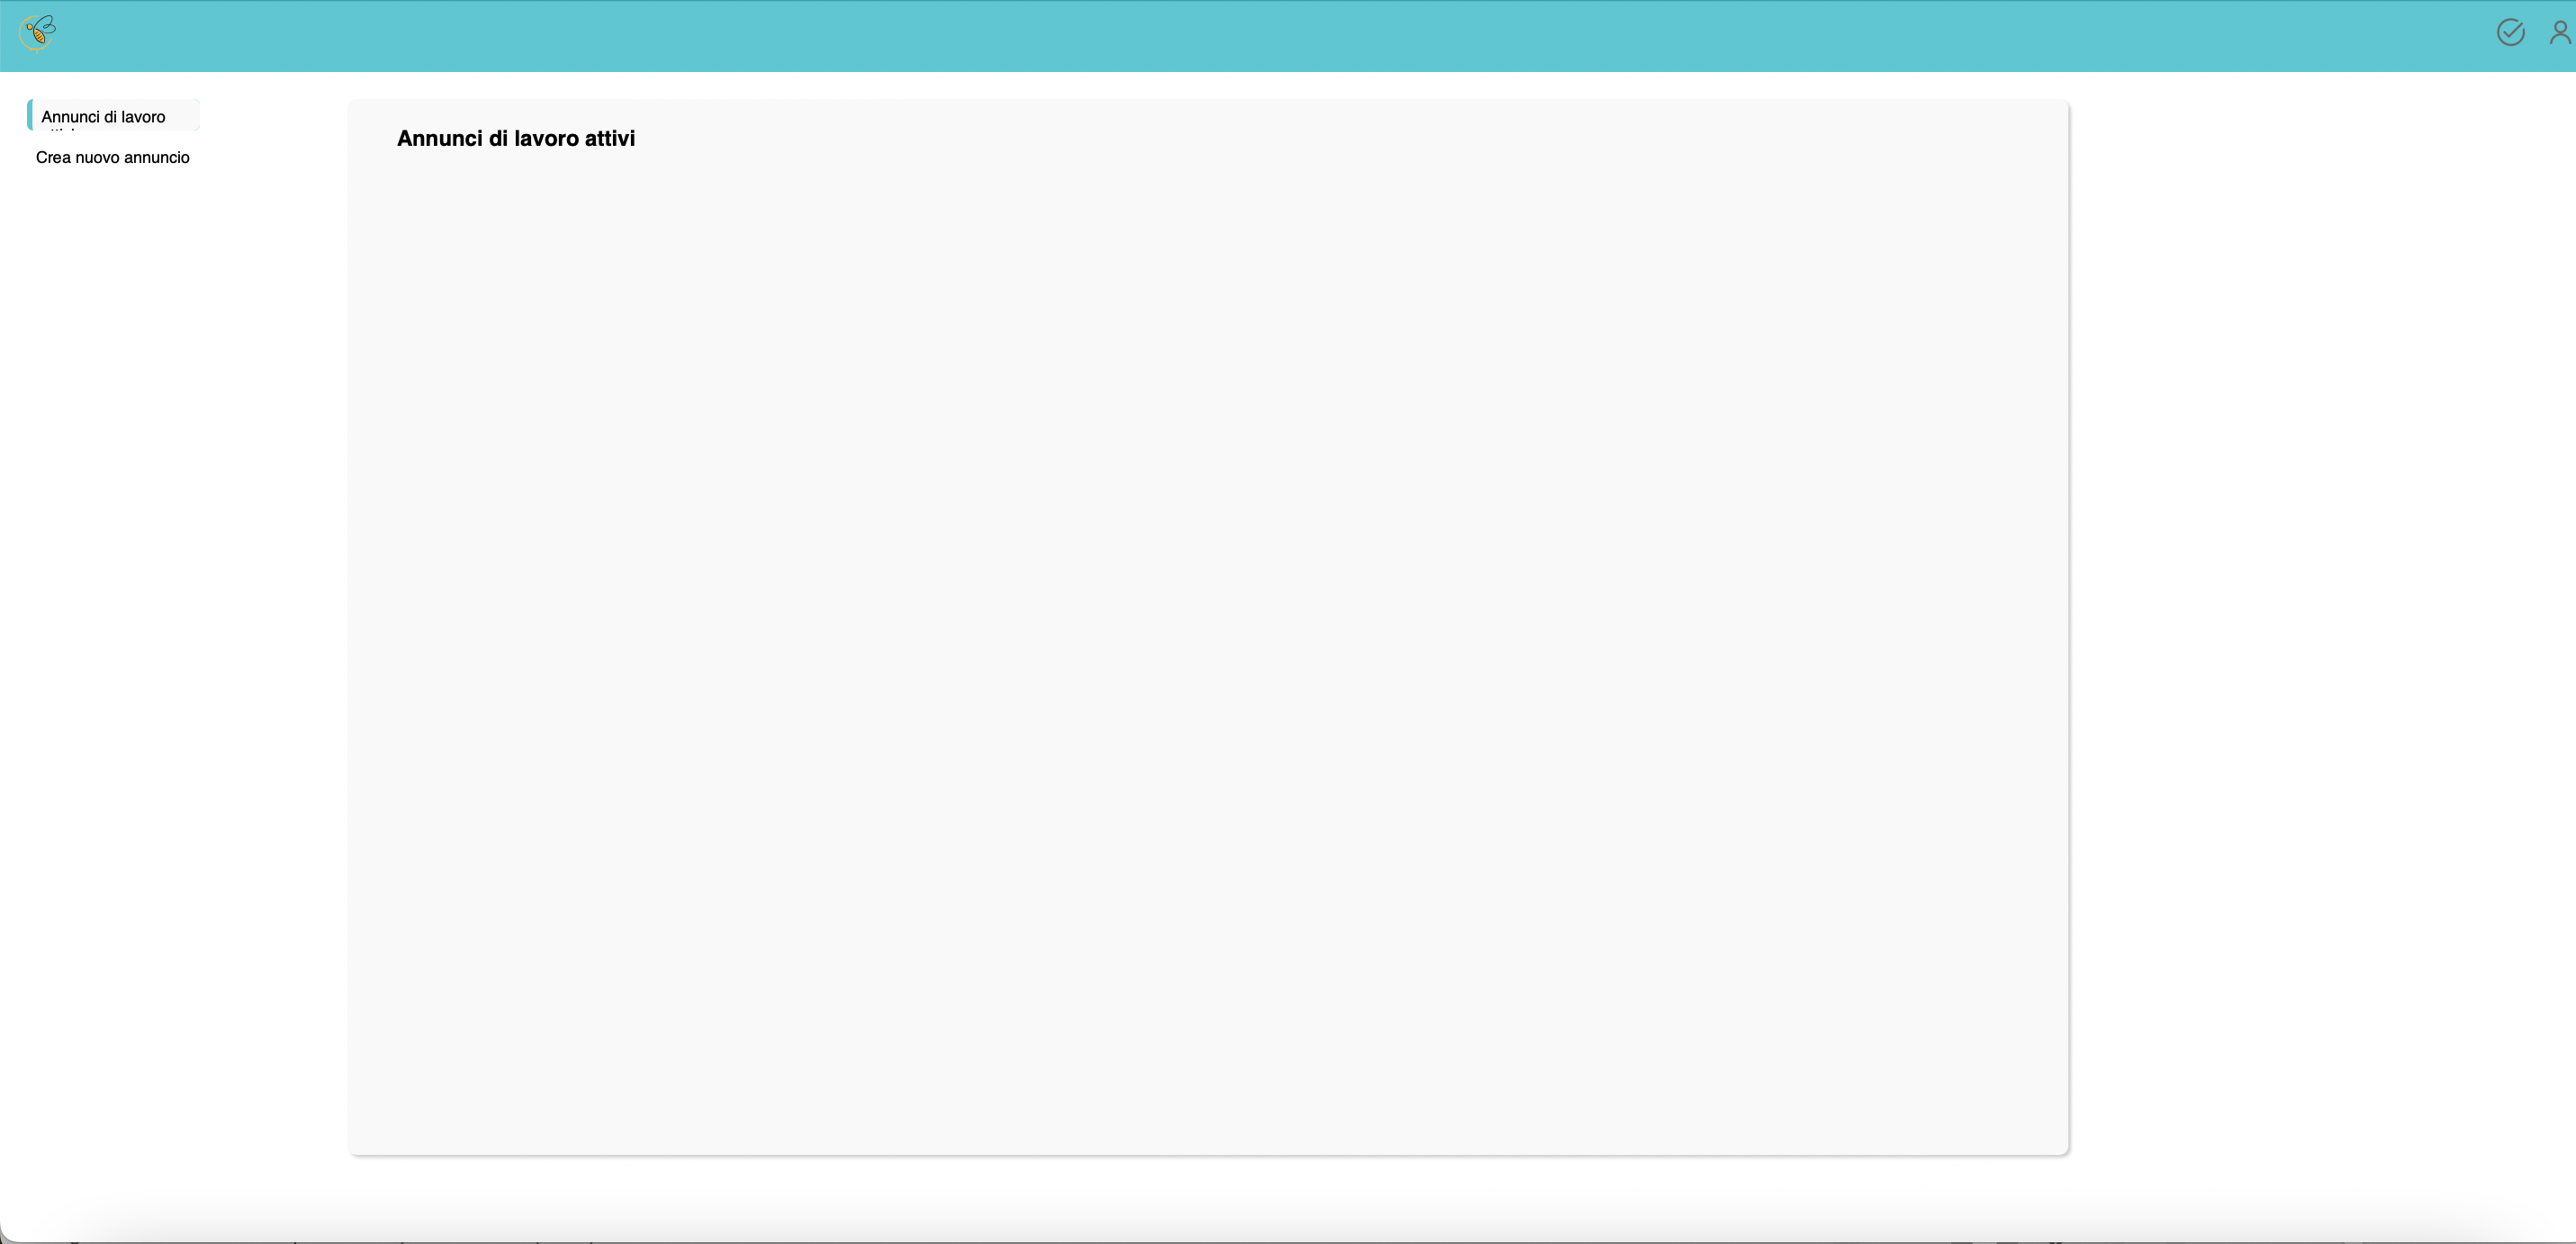 Annunci di lavoro
Crea nuovo annuncio
Annunci di lavoro attivi